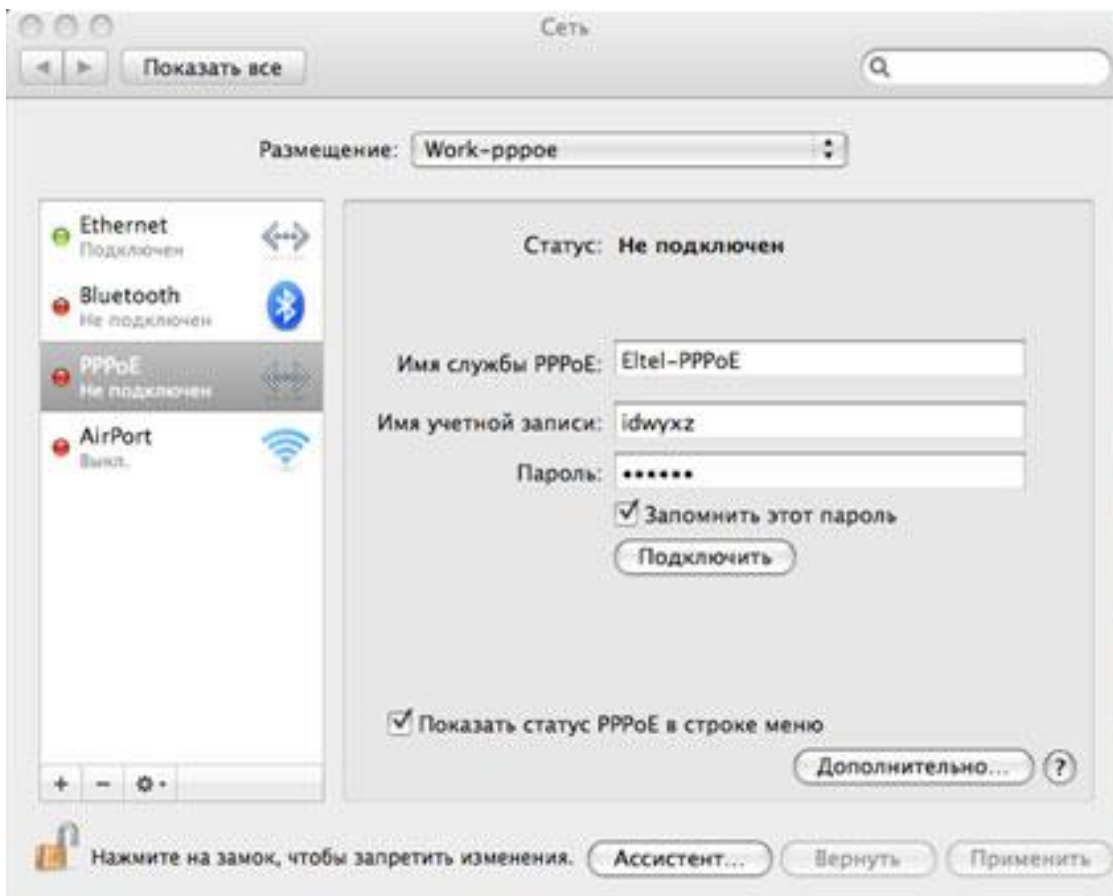 Сеть
Показать все
Размещение: Work-pppoe
Ethernet
Подключен
Bluetooth
Не подключен
PPPoE
Не подключен
AirPort
Выкл.
Статус: Не подключен
Имя службы PPPoE: Eltel-PPPoE
Имя учетной записи: idwyxz
Пароль: ••••••
Запомнить этот пароль
Подключить
Показать статус PPPoE в строке меню
Дополнительно... ?
Нажмите на замок, чтобы запретить изменения. Ассистент... Вернуть Применить